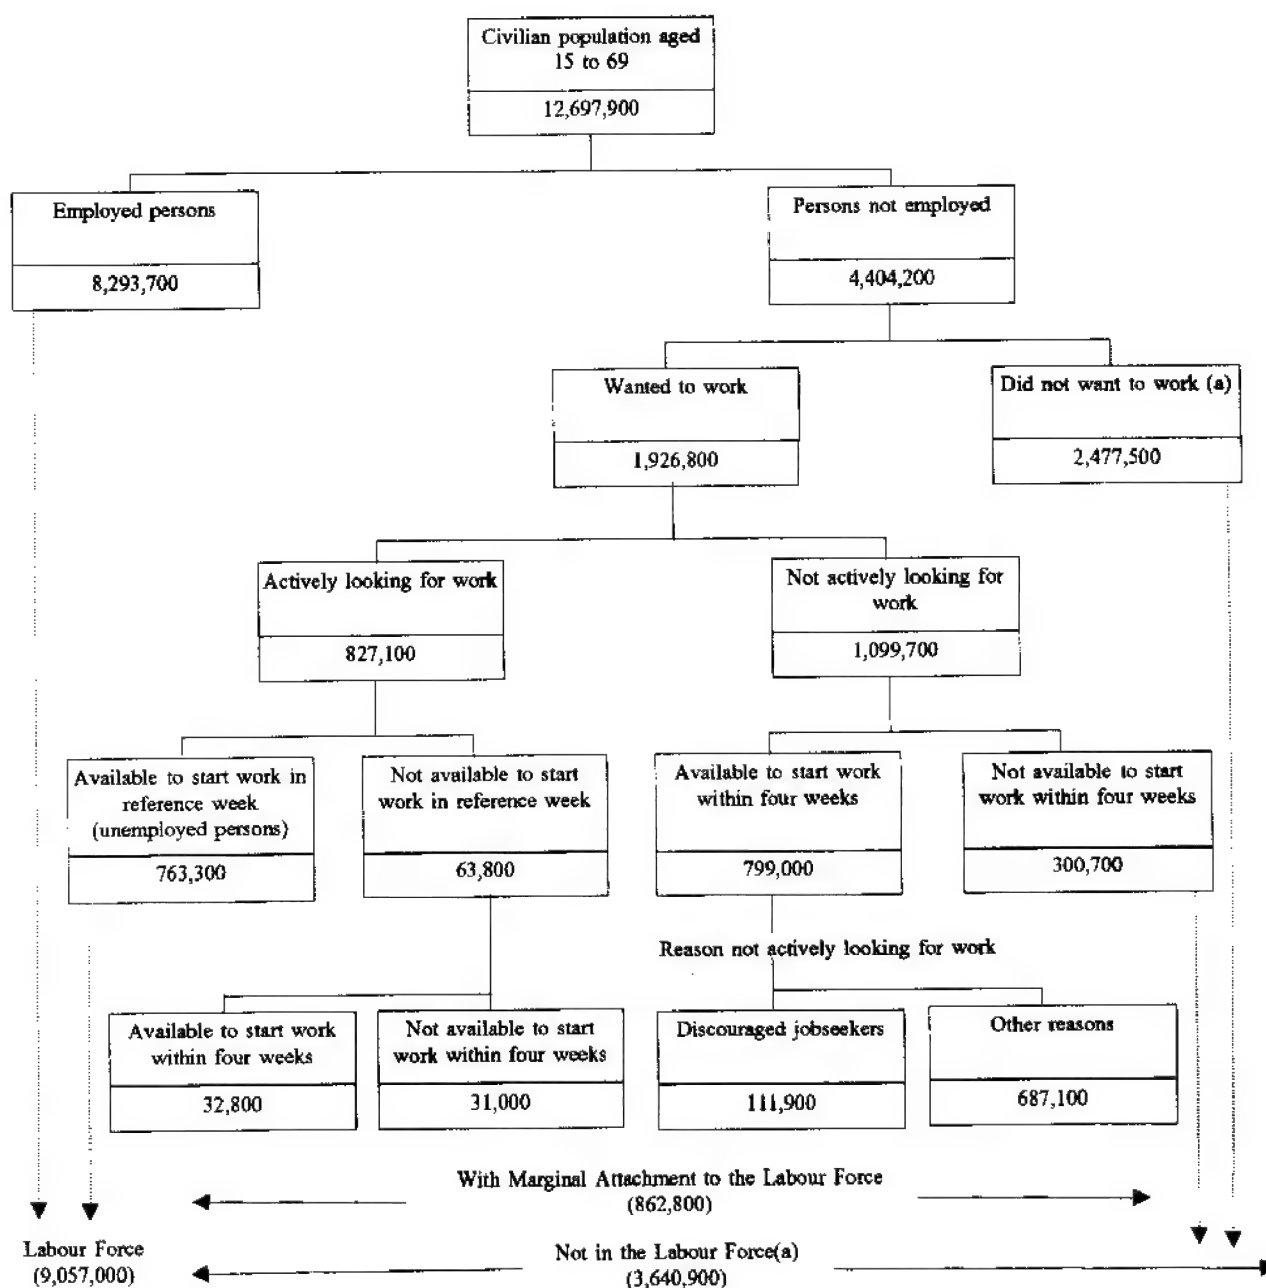 Civilian population aged
15 to 69
12,697,900
Employed persons
8,293,700
Persons not employed
4,404,200
Wanted to work
1,926,800
Did not want to work (a)
2,477,500
Actively looking for work
827,100
Not actively looking for
work
1,099,700
Available to start work in
reference week
(unemployed persons)
763,300
Not available to start
work in reference week
63,800
Available to start work
within four weeks
799,000
Not available to start
work within four weeks
300,700
Reason not actively looking for work
Available to start work
within four weeks
32,800
Not available to start
work within four weeks
31,000
Discouraged jobseekers
111,900
Other reasons
687,100
With Marginal Attachment to the Labour Force
(862,800)
Labour Force
(9,057,000)
Not in the Labour Force(a)
(3,640,900)